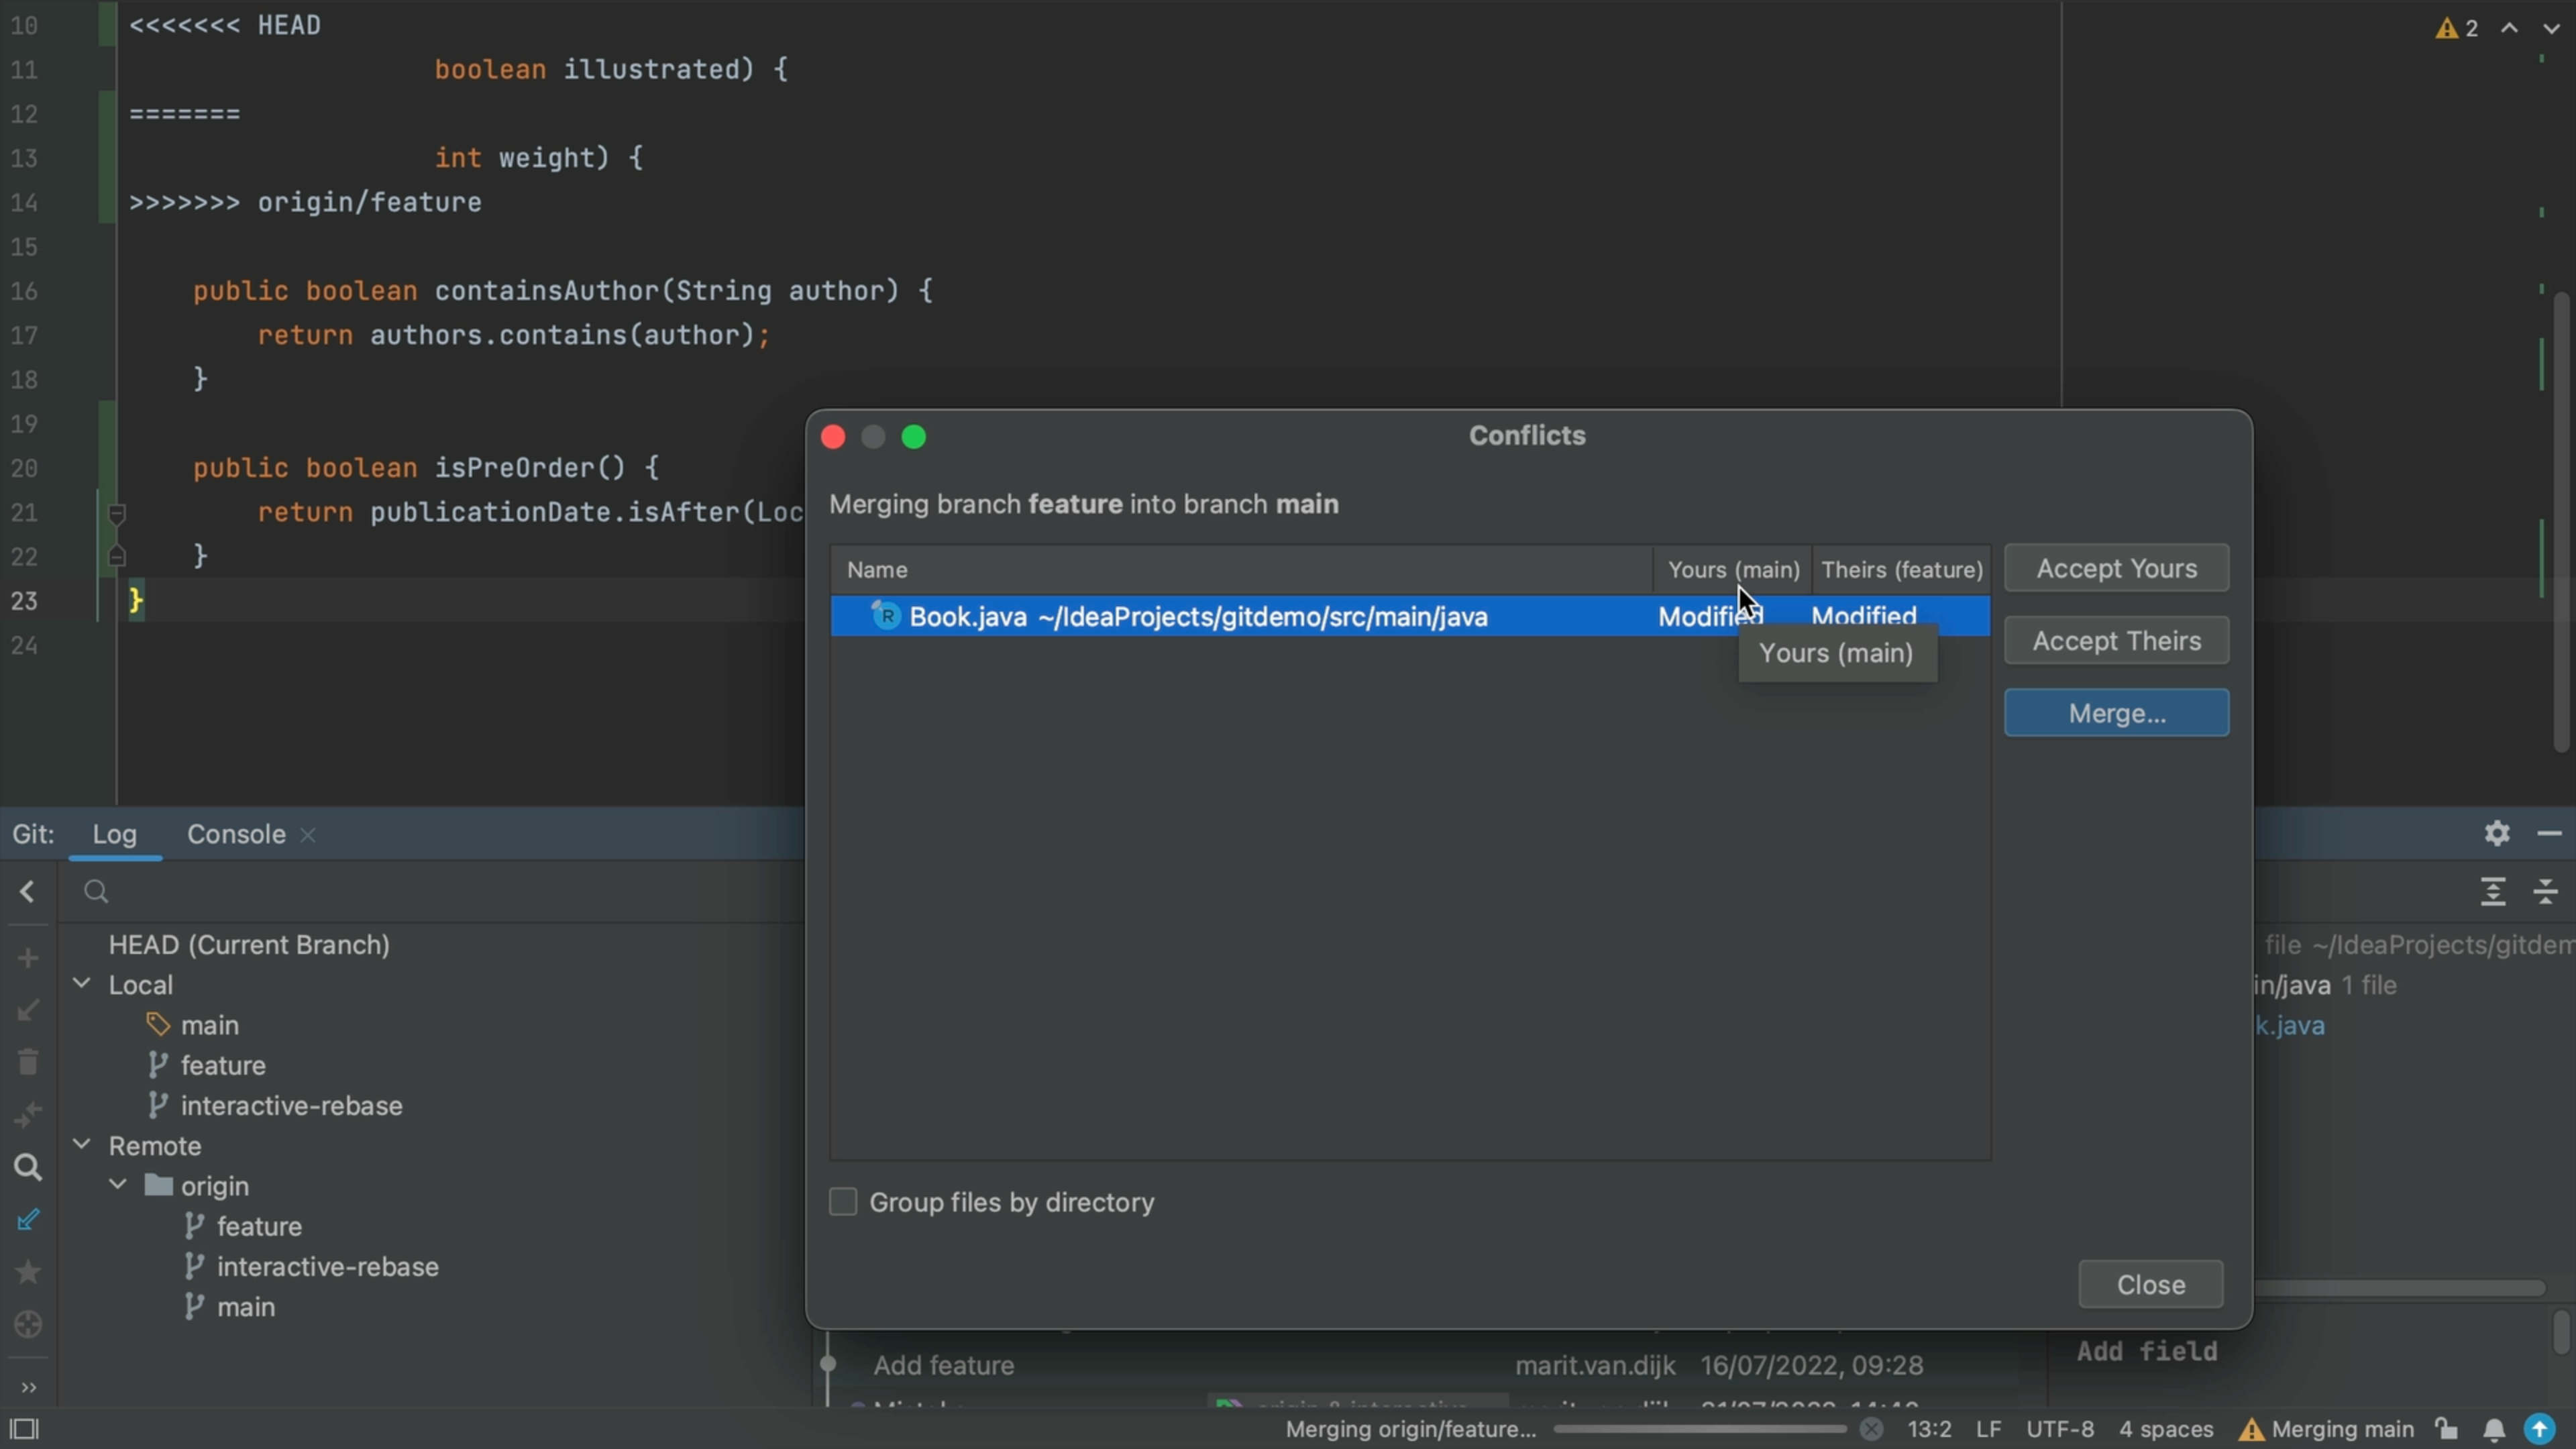 10 <<<<<<< HEAD
2
11 boolean illustrated) {
12 =======
13 int weight) {
14 >>>>>>> origin/feature
15
16 public boolean containsAuthor(String author) {
17 return authors.contains(author);
18 }
19
20 public boolean isPreOrder() {
21 return publicationDate.isAfter(Loc
22 }
23 }
24
Conflicts
Merging branch feature into branch main
Name Yours (main) Theirs (feature)
Book.java ~/IdeaProjects/gitdemo/src/main/java Modified Modified
Yours (main)
Accept Yours
Accept Theirs
Merge...
Group files by directory
Close
Git: Log Console
HEAD (Current Branch)
Local
main
feature
interactive-rebase
Remote
origin
feature
interactive-rebase
main
file ~/IdeaProjects/gitdem
in/java 1 file
k.java
Add feature marit.van.dijk 16/07/2022, 09:28
Add field
Merging origin/feature... 13:2 LF UTF-8 4 spaces Merging main